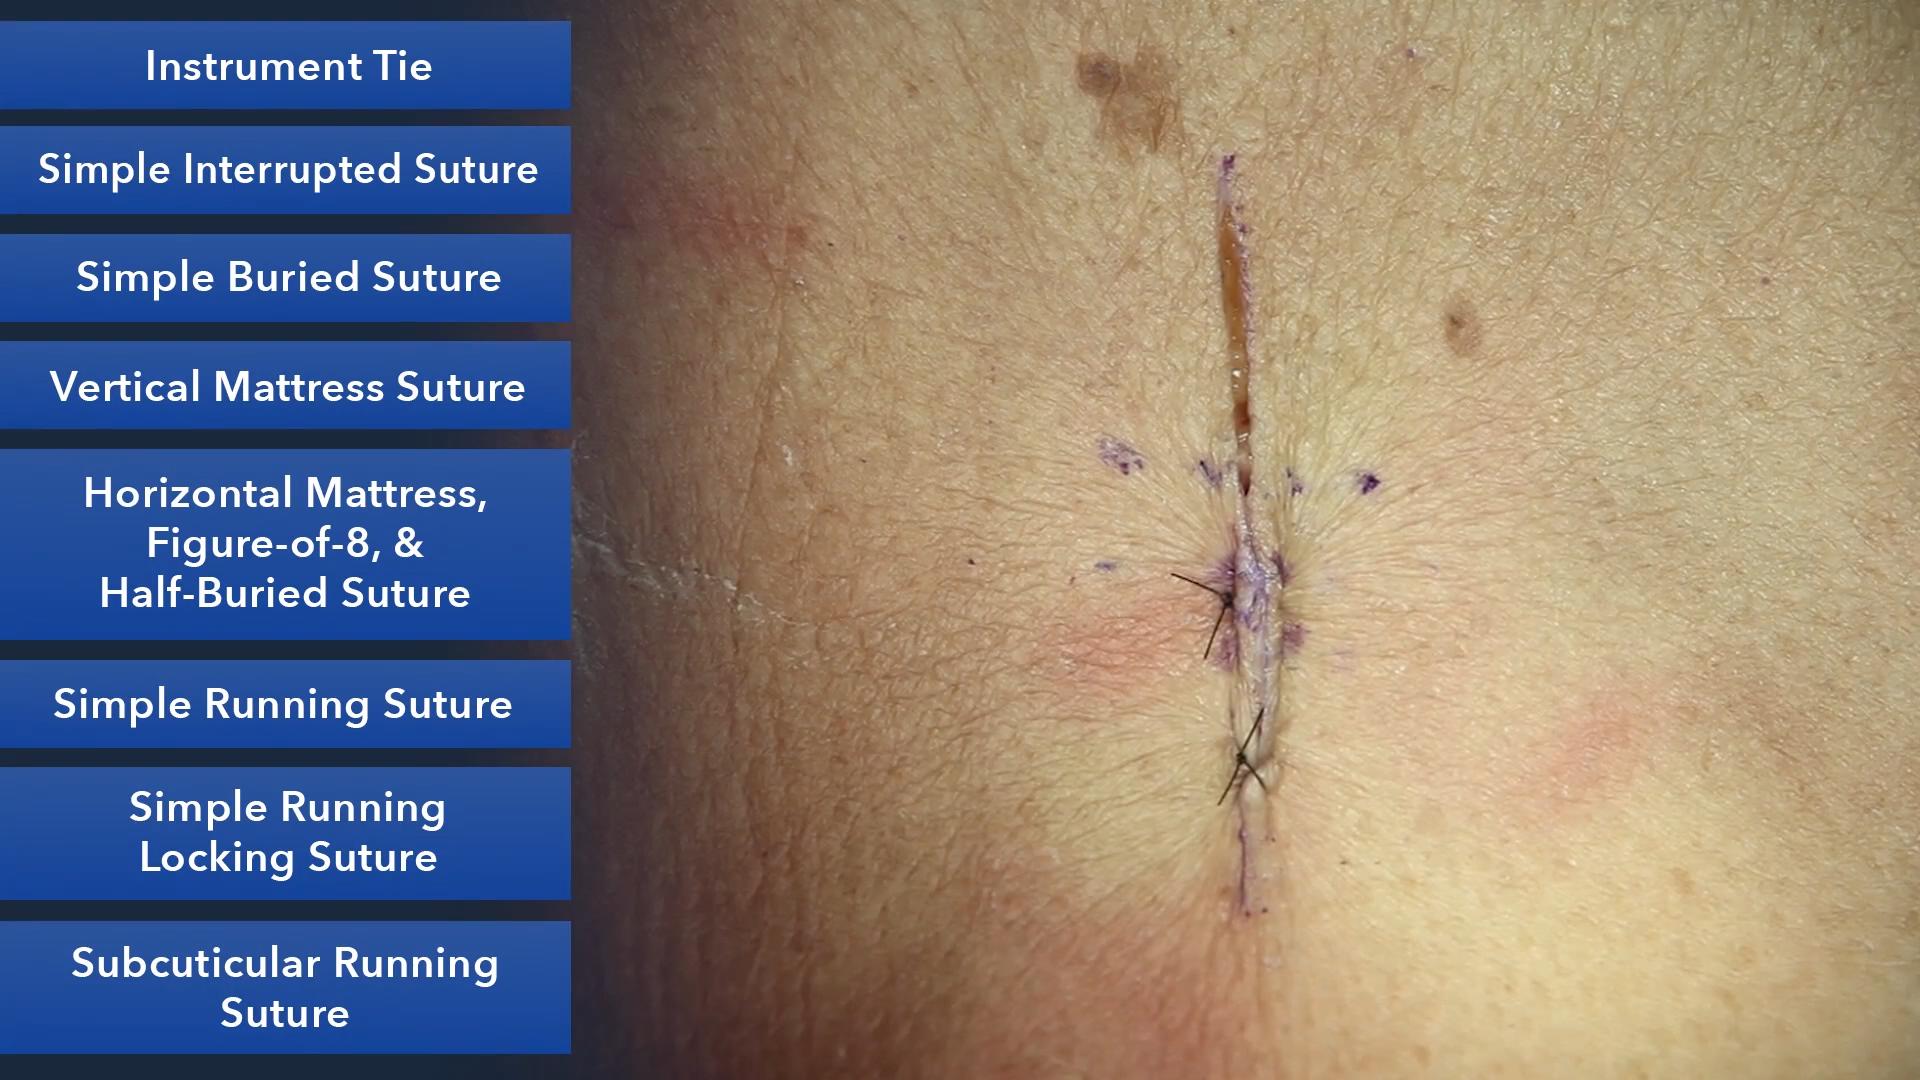 Instrument Tie
Simple Interrupted Suture
Simple Buried Suture
Vertical Mattress Suture
Horizontal Mattress,
Figure-of-8, &
Half-Buried Suture
Simple Running Suture
Simple Running
Locking Suture
Subcuticular Running
Suture